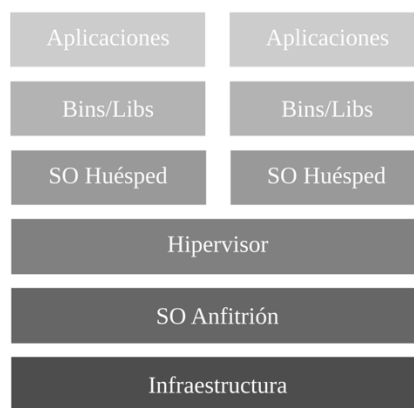 Aplicaciones Aplicaciones
Bins/Libs Bins/Libs
SO Huésped SO Huésped
Hipervisor
SO Anfitrión
Infraestructura